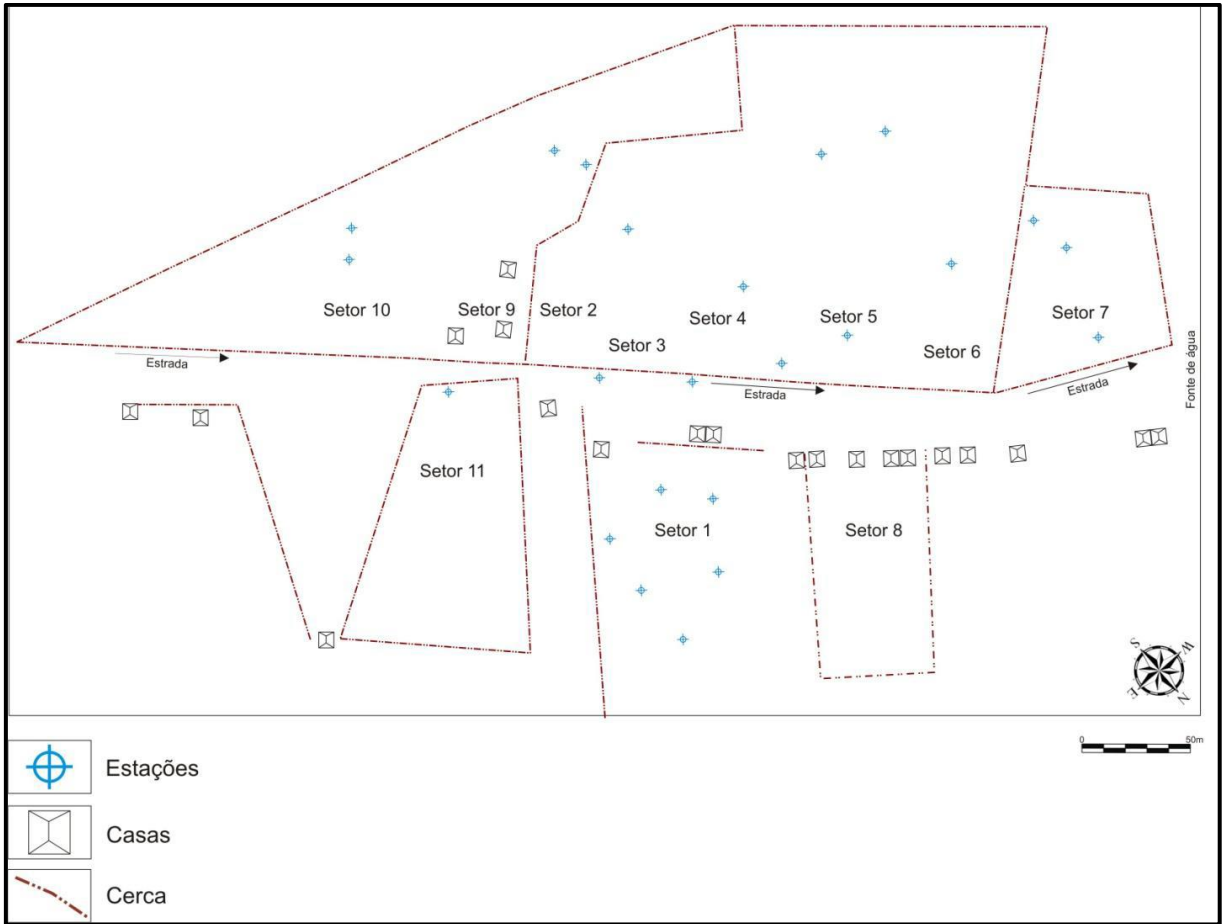 Setor 10
Setor 9
Setor 2
Setor 3
Setor 4
Setor 5
Setor 6
Setor 7
Estrada
Estrada
Estrada
Fonte de água
Setor 11
Setor 1
Setor 8
S
W
E
N
0
50m
Estações
Casas
Cerca